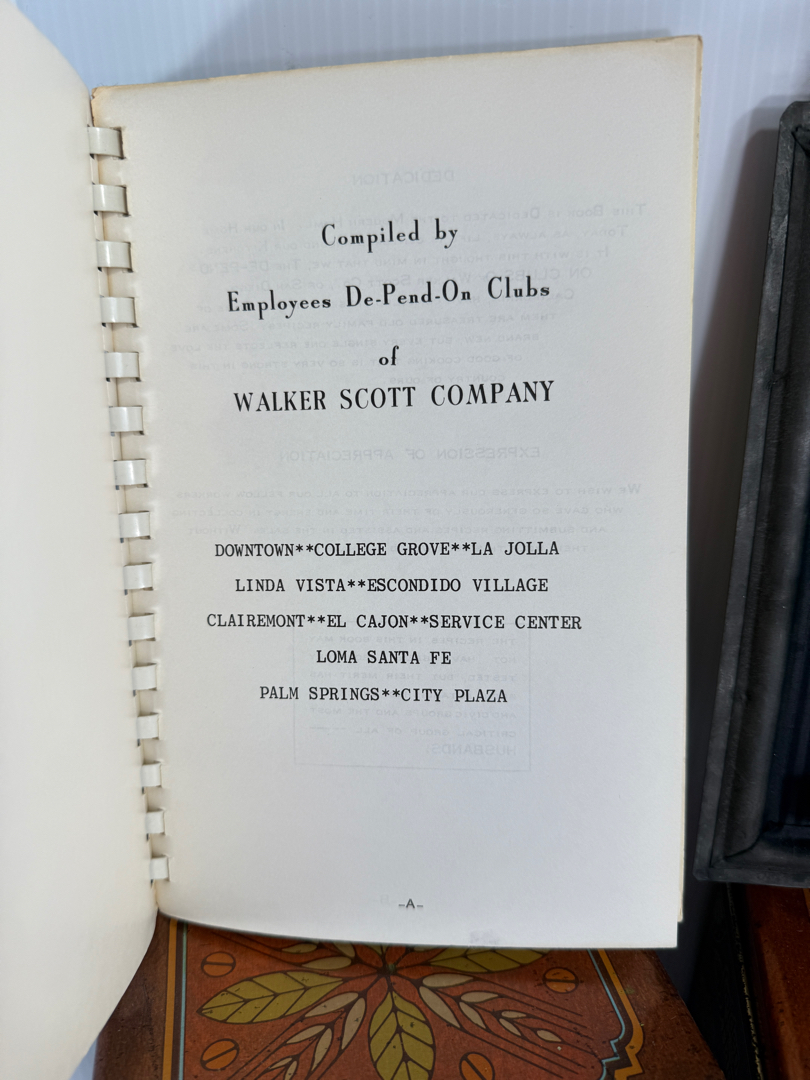 Compiled by
Employees De-Pend-On Clubs
of
WALKER SCOTT COMPANY
DOWNTOWN**COLLEGE GROVE**LA JOLLA
LINDA VISTA**ESCONDIDO VILLAGE
CLAIREMONT**EL CAJON**SERVICE CENTER
LOMA SANTA FE
PALM SPRINGS**CITY PLAZA
-A-